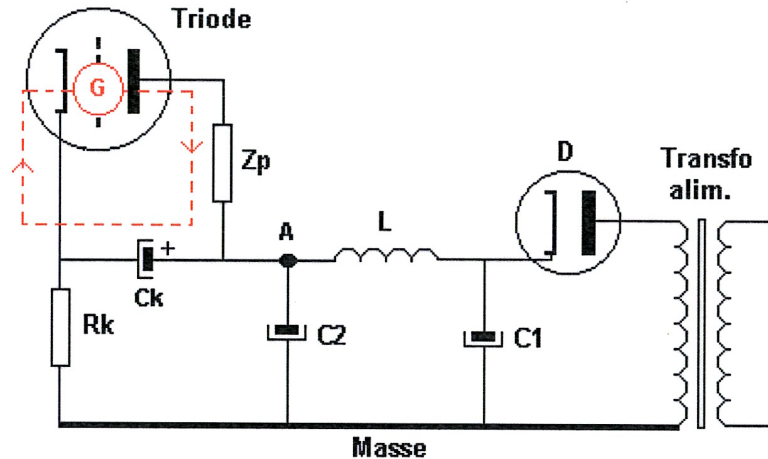 Triode
G
Zp
D
Transfo
alim.
A
L
+
Ck
Rk
C2
C1
Masse